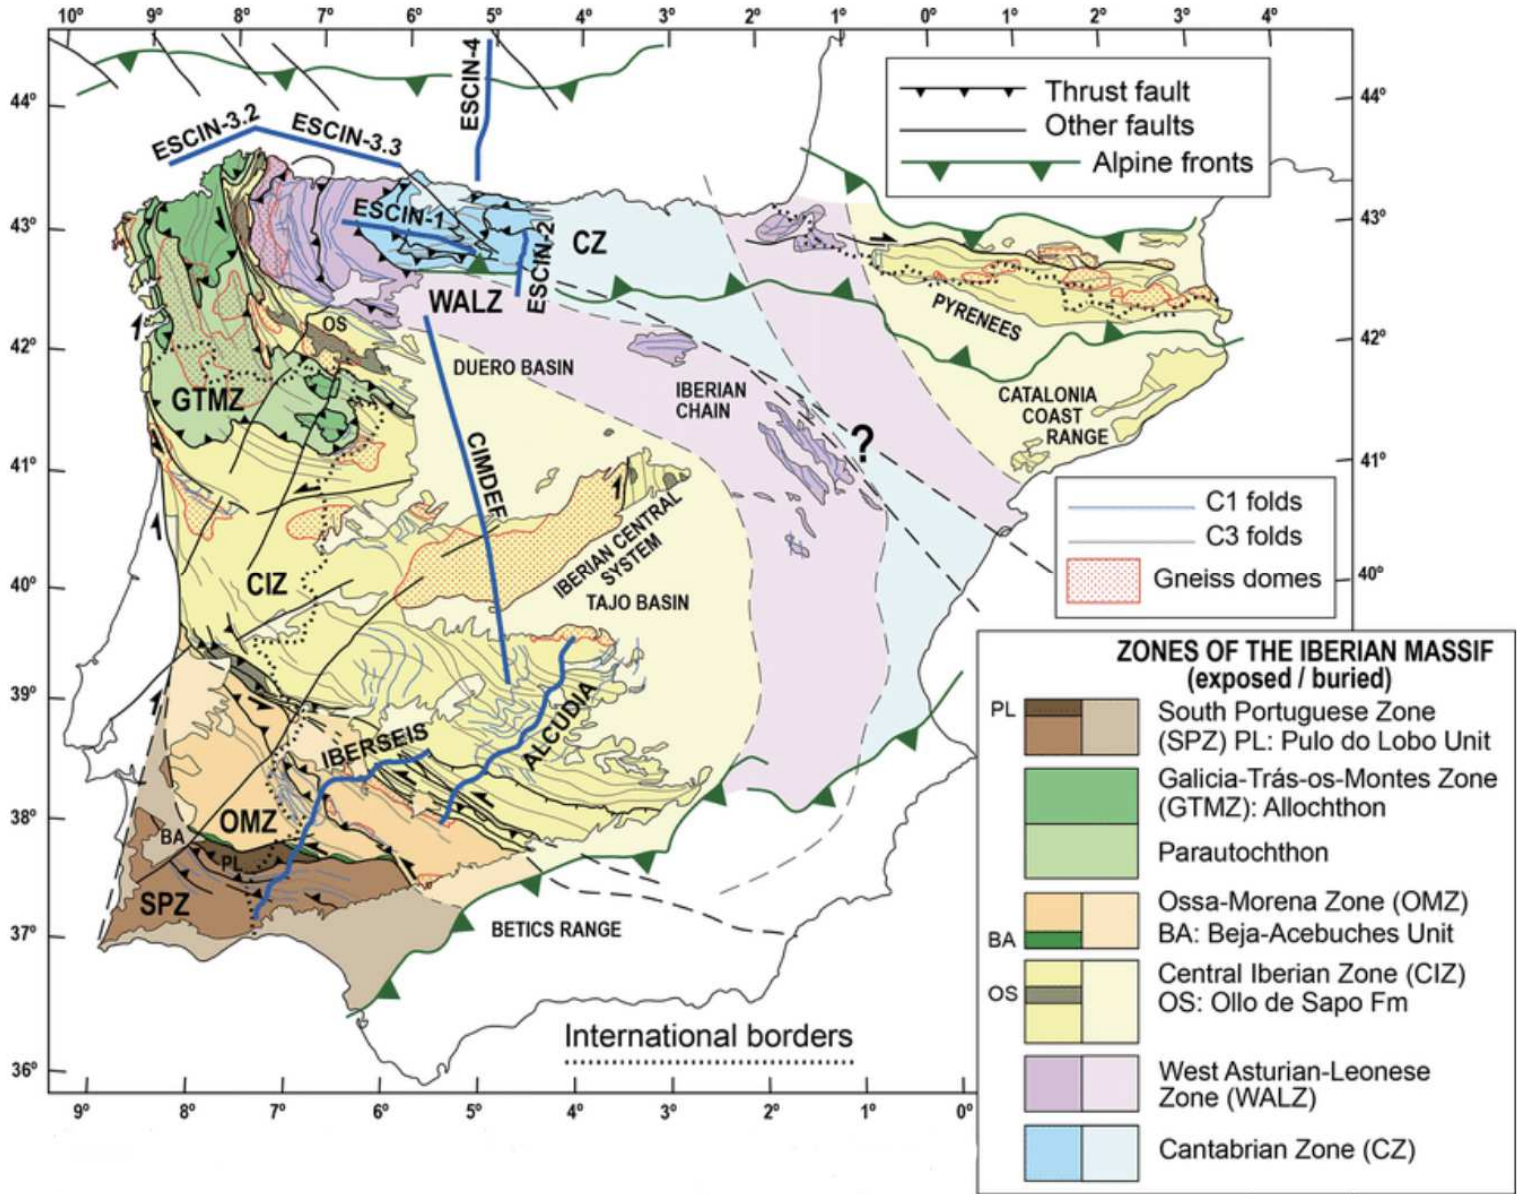 10° 9° 8° 7° 6° 5° 4° 3° 2° 1° 0° 1° 2° 3° 4°
44°
43°
42°
41°
40°
39°
38°
37°
36°
44°
43°
42°
41°
40°
9° 8° 7° 6° 5° 4° 3° 2° 1° 0°
Thrust fault
Other faults
Alpine fronts
ESCIN-4
ESCIN-3.2
ESCIN-3.3
ESCIN-1
ESCIN-2
CZ
WALZ
OS
DUERO BASIN
GTMZ
PYRENEES
IBERIAN
CHAIN
CATALONIA
COAST
RANGE
?
CIMDEF
CIZ
IBERIAN CENTRAL
SYSTEM
TAJO BASIN
ALCUDIA
IBERSEIS
OMZ
BA
PL
SPZ
BETICS RANGE
International borders
C1 folds
C3 folds
Gneiss domes
ZONES OF THE IBERIAN MASSIF
(exposed / buried)
PL
South Portuguese Zone
(SPZ) PL: Pulo do Lobo Unit
Galicia-Trás-os-Montes Zone
(GTMZ): Allochthon
Parautochthon
Ossa-Morena Zone (OMZ)
BA
BA: Beja-Acebuches Unit
Central Iberian Zone (CIZ)
OS
OS: Ollo de Sapo Fm
West Asturian-Leonese
Zone (WALZ)
Cantabrian Zone (CZ)